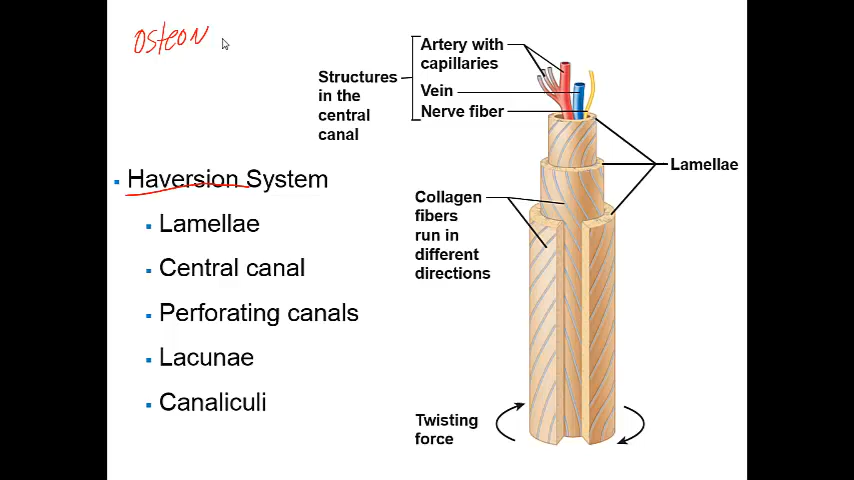 osteon
Haversion System
Lamellae
Central canal
Perforating canals
Lacunae
Canaliculi
Structures
in the
central
canal
Artery with
capillaries
Vein
Nerve fiber
Lamellae
Collagen
fibers
run in
different
directions
Twisting
force